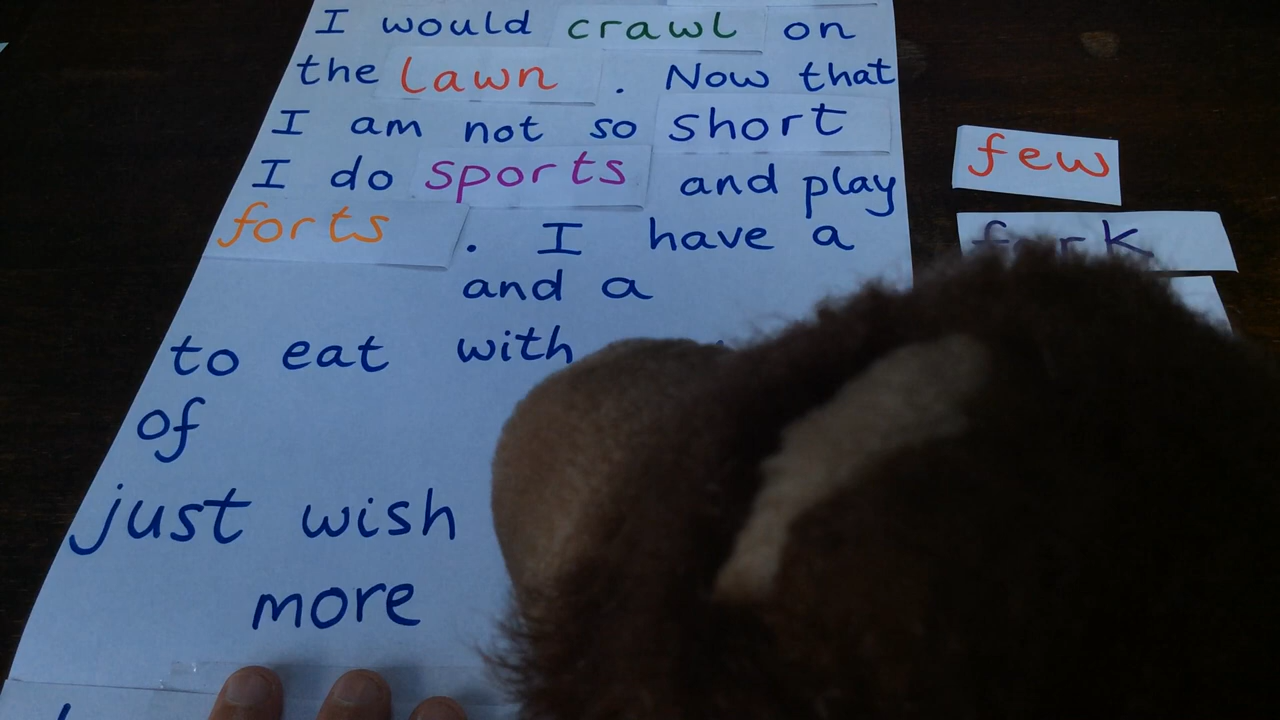 I would crawl on
the lawn . Now that
I am not so short
I do sports and play
forts . I have a
and a
to eat with
of
just wish
more
few
fork